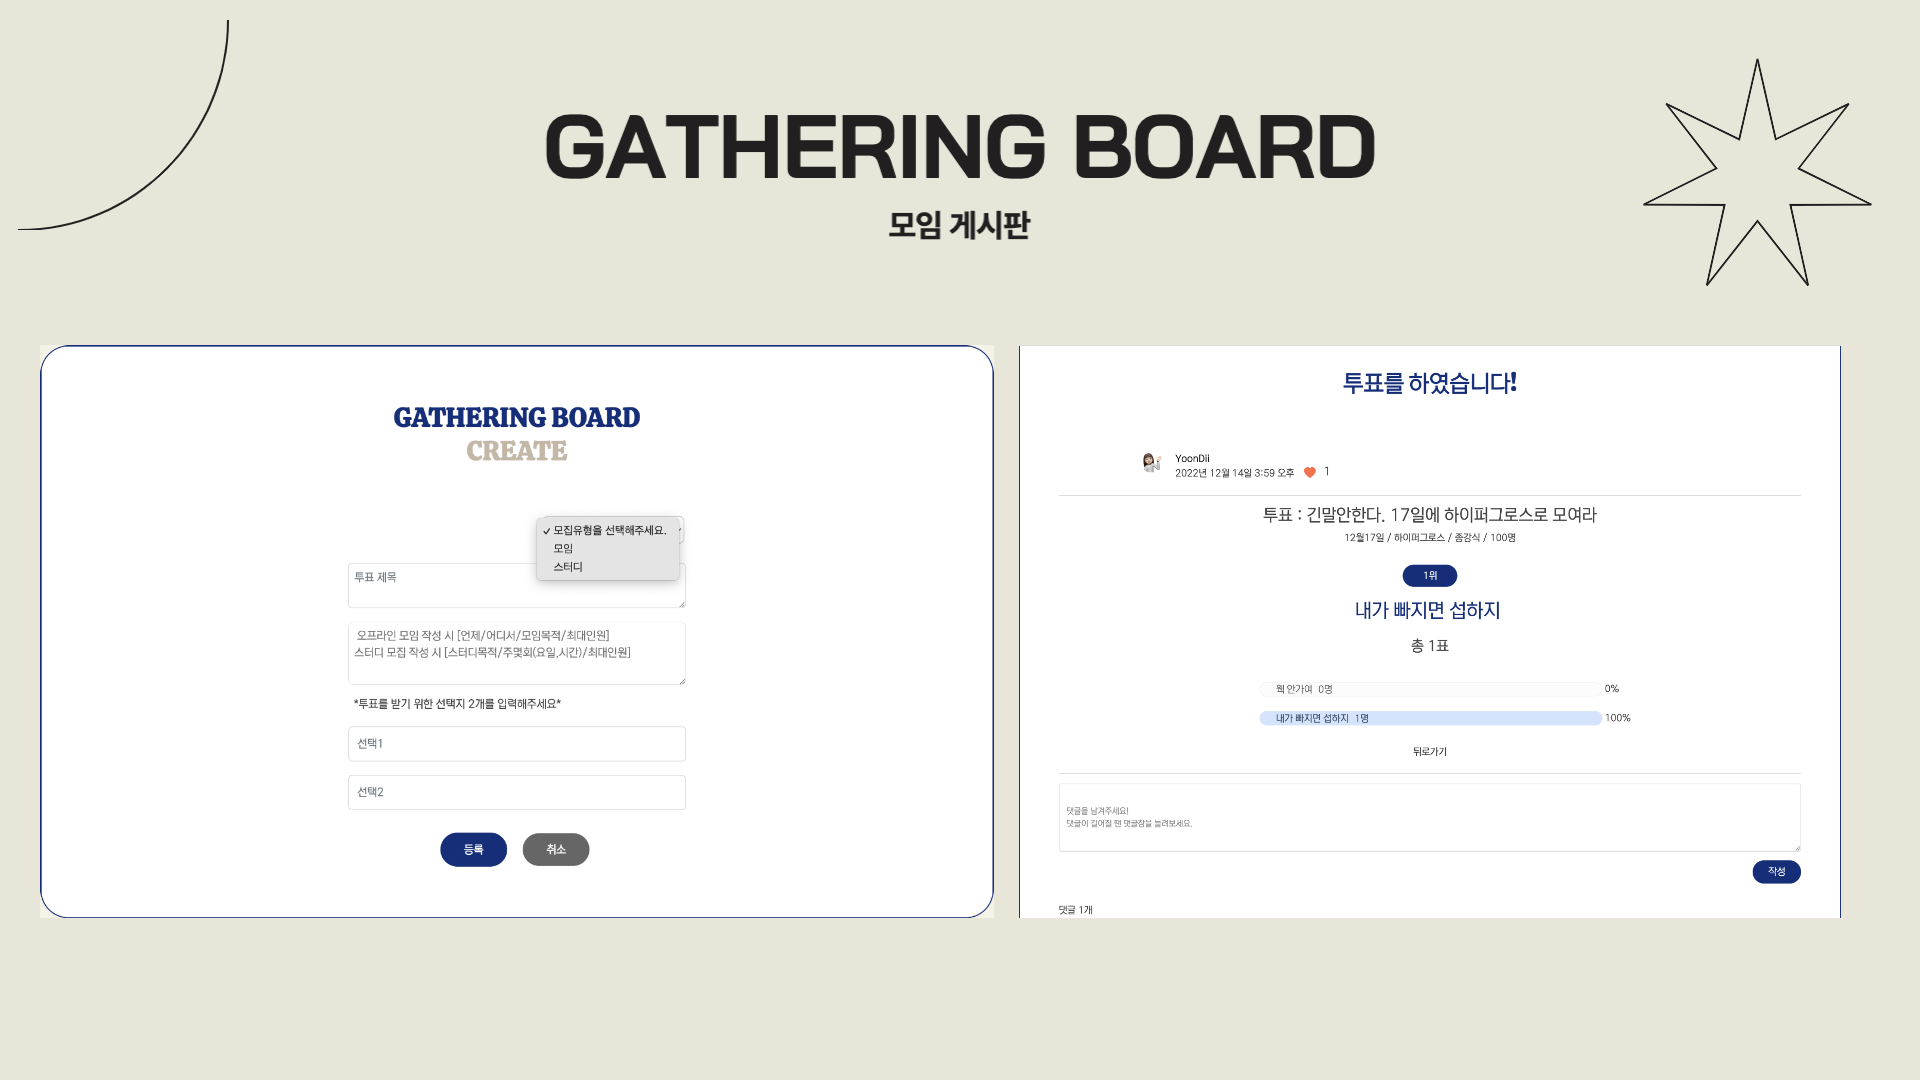 GATHERING BOARD
모임 게시판
GATHERING BOARD
CREATE
✓ 모집유형을 선택해주세요.
모임
스터디
투표 제목
오프라인 모임 작성 시 [언제/어디서/모임목적/최대인원]
스터디 모집 작성 시 [스터디목적/주몇회(요일,시간)/최대인원]
*투표를 받기 위한 선택지 2개를 입력해주세요*
선택1
선택2
등록 취소
투표를 하였습니다!
YoonDii
2022년 12월 14일 3:59 오후 1
투표 : 긴말안한다. 17일에 하이퍼그로스로 모여라
12월17일 / 하이퍼그로스 / 종강식 / 100명
1위
내가 빠지면 섭하지
총 1표
웩 안가여 0명 0%
내가 빠지면 섭하지 1명 100%
뒤로가기
댓글을 남겨주세요!
댓글이 길어질 땐 댓글창을 늘려보세요.
작성
댓글 1개